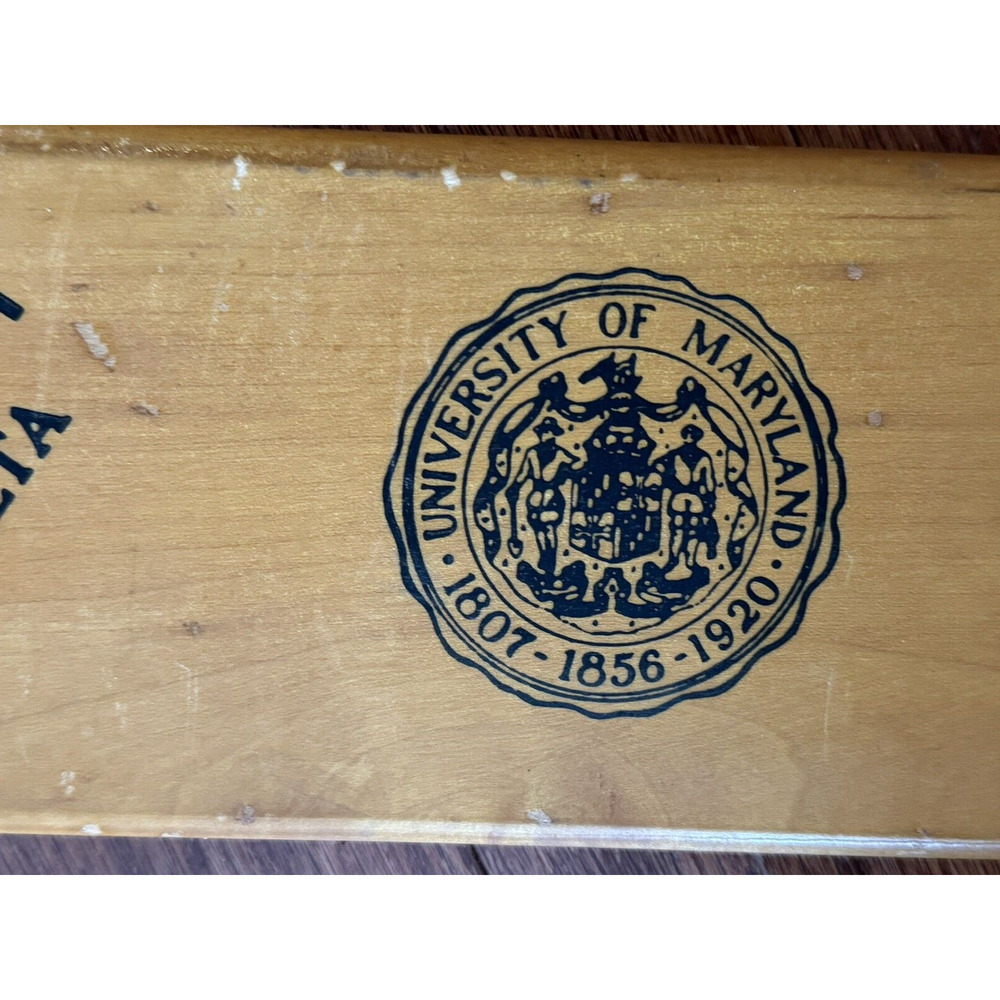 UNIVERSITY OF MARYLAND
· 1807 - 1856 - 1920 ·